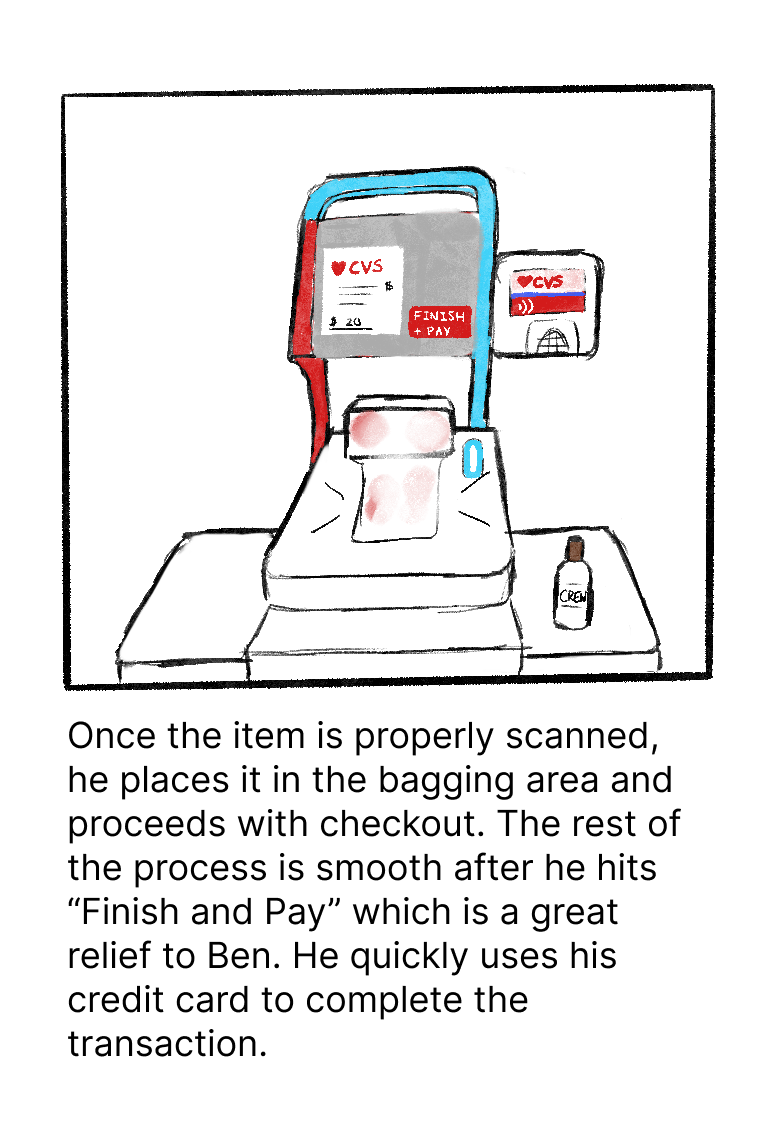 CVS
$
$ 20
FINISH
+ PAY
CVS
CREW
Once the item is properly scanned,
he places it in the bagging area and
proceeds with checkout. The rest of
the process is smooth after he hits
“Finish and Pay” which is a great
relief to Ben. He quickly uses his
credit card to complete the
transaction.